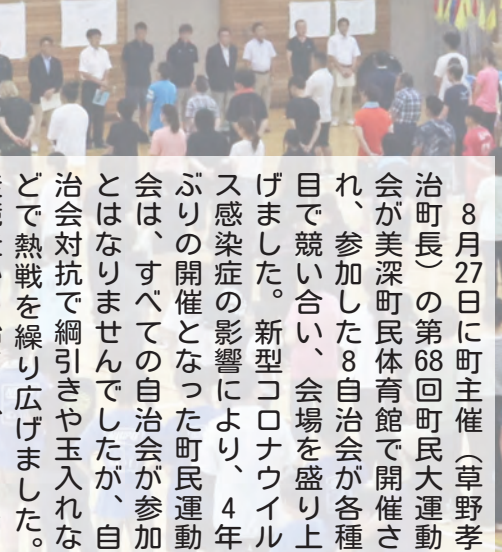 ８月27日に町主催（草野孝
治町長）の第68回町民大運動
会が美深町民体育館で開催さ
れ、参加した８自治会が各種
目で競い合い、会場を盛り上
げました。新型コロナウイル
ス感染症の影響により、４年
ぶりの開催となった町民運動
会は、すべての自治会が参加
とはなりませんでしたが、自
治会対抗で綱引きや玉入れな
どで熱戦を繰り広げました。